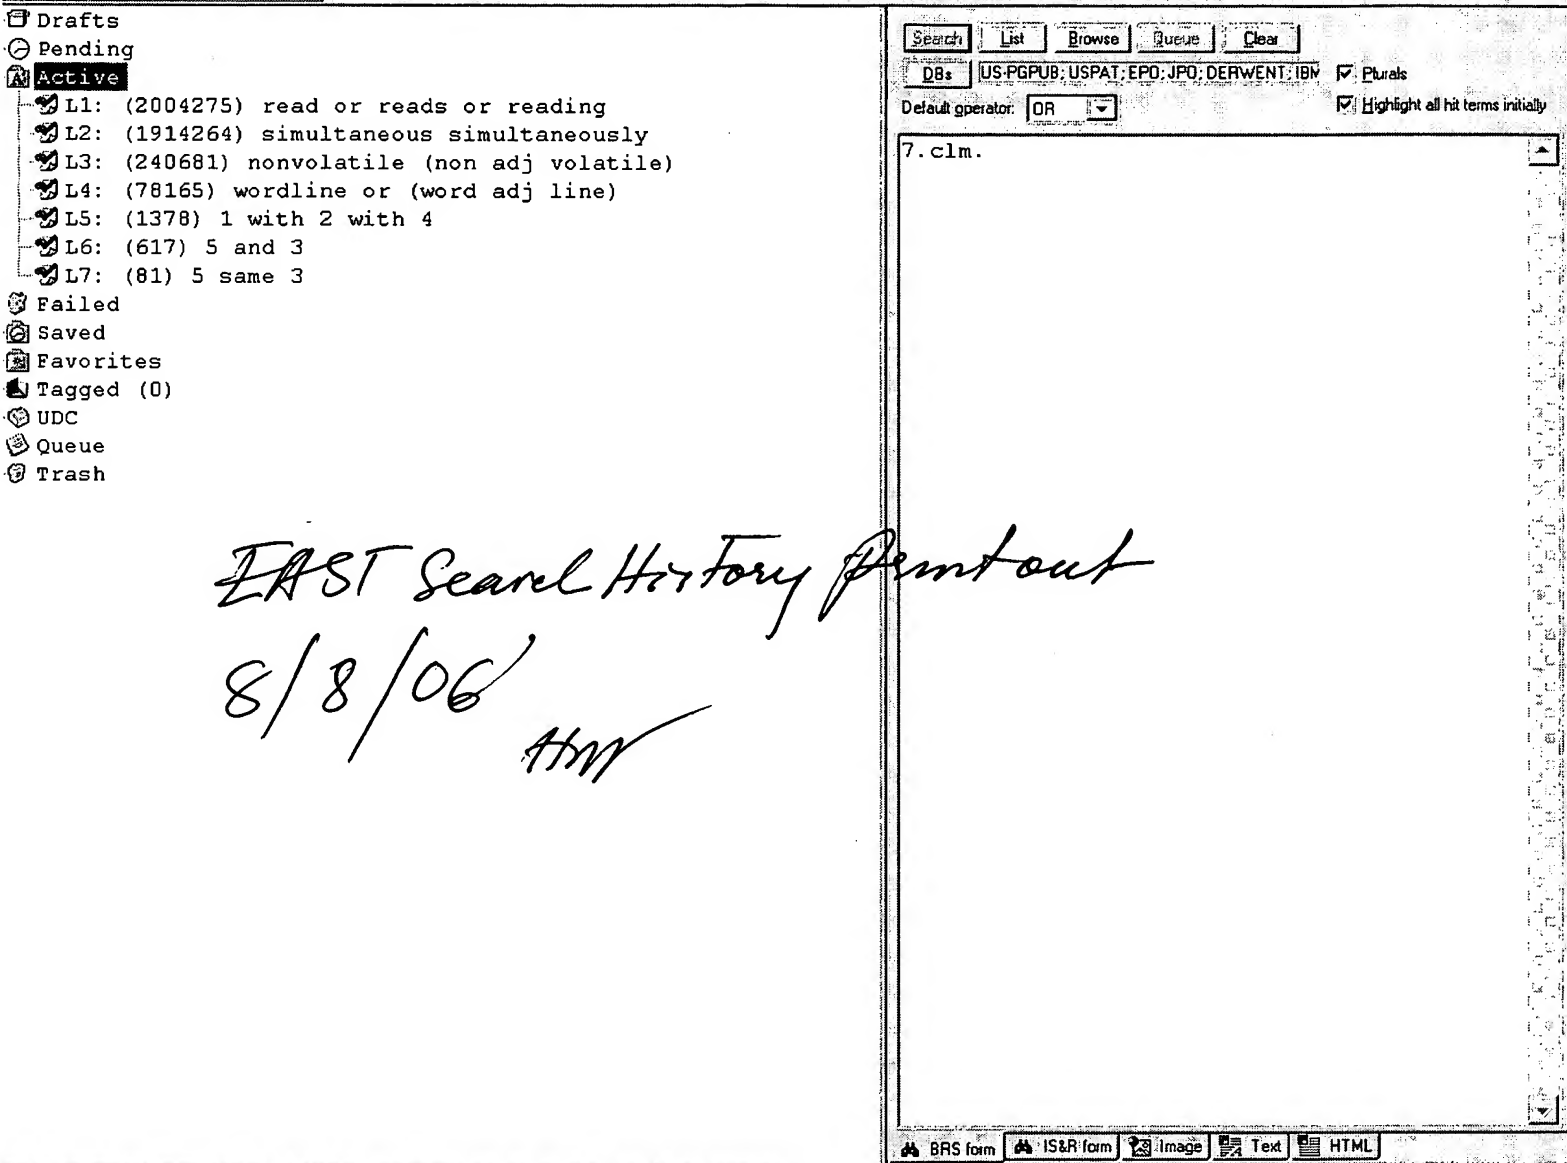 Drafts
Pending
Active
L1: (2004275) read or reads or reading
L2: (1914264) simultaneous simultaneously
L3: (240681) nonvolatile (non adj volatile)
L4: (78165) wordline or (word adj line)
L5: (1378) 1 with 2 with 4
L6: (617) 5 and 3
L7: (81) 5 same 3
Failed
Saved
Favorites
Tagged (0)
UDC
Queue
Trash
Search List Browse Queue Clear
DBs US-PGPUB; USPAT; EPO; JPO; DERWENT; IBM Plurals
Default operator: OR Highlight all hit terms initially
7.clm.
EAST Search History Printout
8/8/06
BRS form IS&R form Image Text HTML